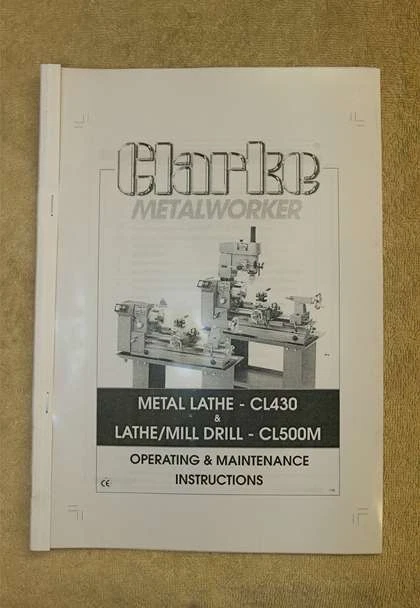 Clarke
METALWORKER
METAL LATHE - CL430
&
LATHE/MILL DRILL - CL500M
OPERATING & MAINTENANCE
INSTRUCTIONS
CE